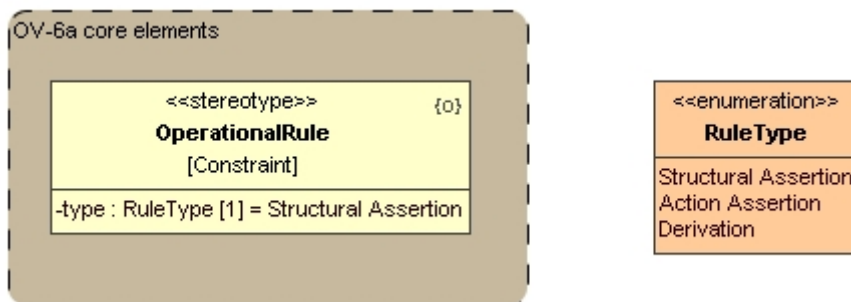 OV-6a core elements
<<stereotype>>
{o}
OperationalRule
[Constraint]
-type : RuleType [1] = Structural Assertion
<<enumeration>>
RuleType
Structural Assertion
Action Assertion
Derivation